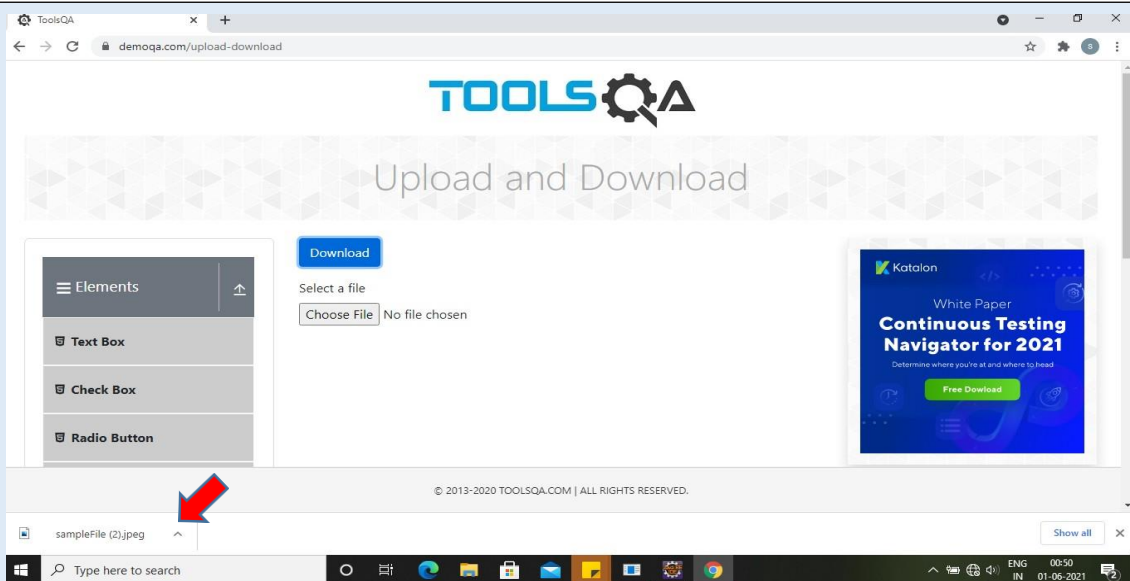 ToolsQA
demoqa.com/upload-download
S
TOOLSQA
Upload and Download
Download
Elements
Select a file
Choose File No file chosen
Text Box
Check Box
Radio Button
Katalon
White Paper
Continuous Testing
Navigator for 2021
Determine where you're at and where to head
Free Dowload
© 2013-2020 TOOLSQA.COM | ALL RIGHTS RESERVED.
sampleFile (2).jpeg
Show all
Type here to search
ENG
IN
00:50
01-06-2021
2